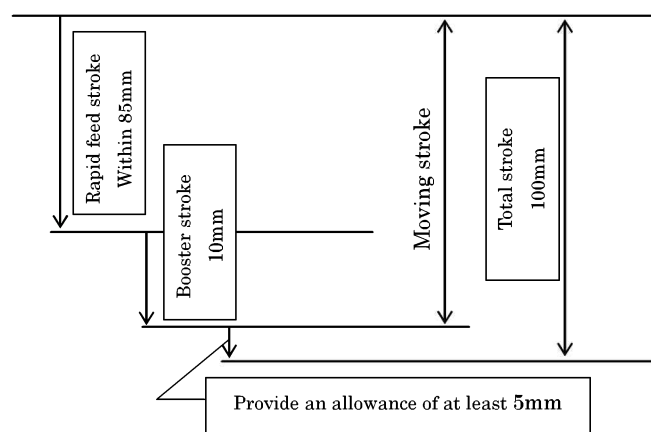 Rapid feed stroke
Within 85mm
Booster stroke
10mm
Moving stroke
Total stroke
100mm
Provide an allowance of at least 5mm